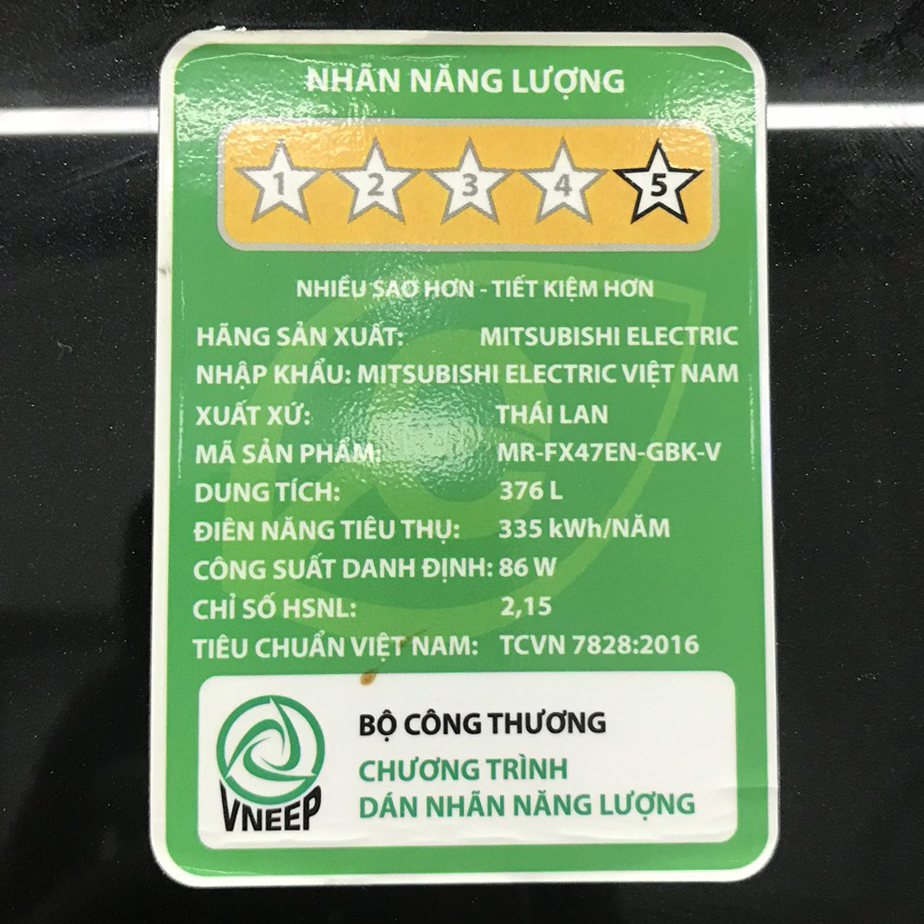 NHÃN NĂNG LƯỢNG
1 2 3 4 5
NHIỀU SAO HƠN - TIẾT KIỆM HƠN
HÃNG SẢN XUẤT: MITSUBISHI ELECTRIC
NHẬP KHẨU: MITSUBISHI ELECTRIC VIỆT NAM
XUẤT XỨ: THÁI LAN
MÃ SẢN PHẨM: MR-FX47EN-GBK-V
DUNG TÍCH: 376 L
ĐIÊN NĂNG TIÊU THỤ: 335 kWh/NĂM
CÔNG SUẤT DANH ĐỊNH: 86 W
CHỈ SỐ HSNL: 2,15
TIÊU CHUẨN VIỆT NAM: TCVN 7828:2016
VNEEP
BỘ CÔNG THƯƠNG
CHƯƠNG TRÌNH
DÁN NHÃN NĂNG LƯỢNG